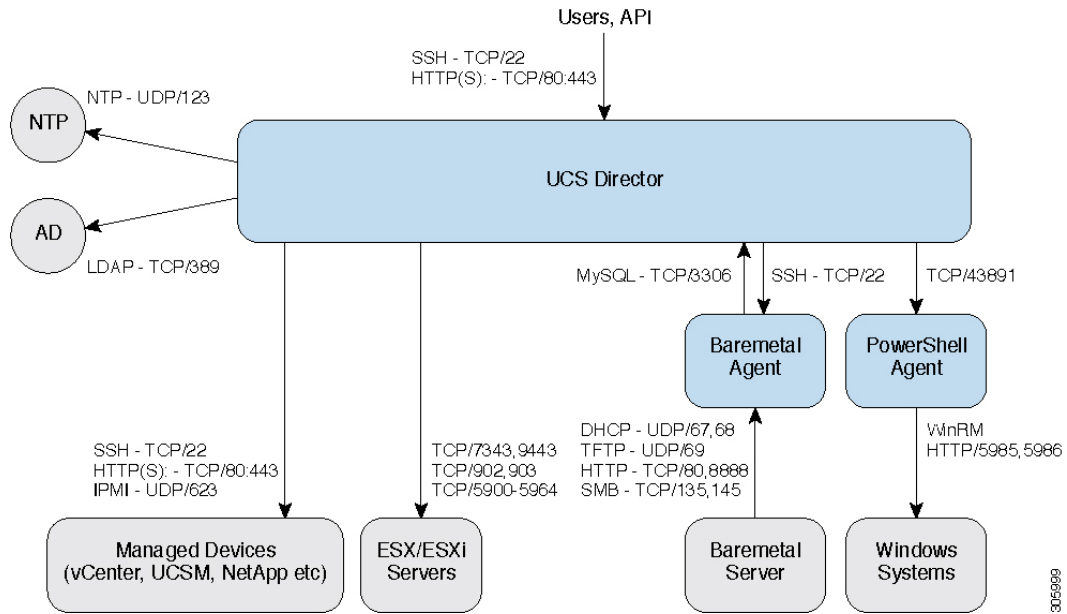 Users, API
SSH - TCP/22
HTTP(S): - TCP/80:443
NTP - UDP/123
NTP
UCS Director
AD
LDAP - TCP/389
MySQL - TCP/3306
SSH - TCP/22
TCP/43891
Baremetal
Agent
PowerShell
Agent
SSH - TCP/22
HTTP(S): - TCP/80:443
IPMI - UDP/623
TCP/7343,9443
TCP/902,903
TCP/5900-5964
DHCP - UDP/67,68
TFTP - UDP/69
HTTP - TCP/80,8888
SMB - TCP/135,145
WinRM
HTTP/5985,5986
Managed Devices
(vCenter, UCSM, NetApp etc)
ESX/ESXi
Servers
Baremetal
Server
Windows
Systems
305999